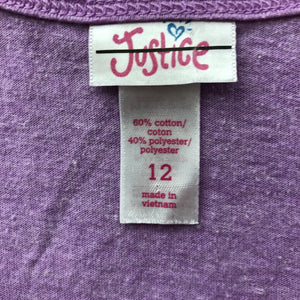 Justice
60% cotton/
coton
40% polyester/
polyester
12
made in
vietnam